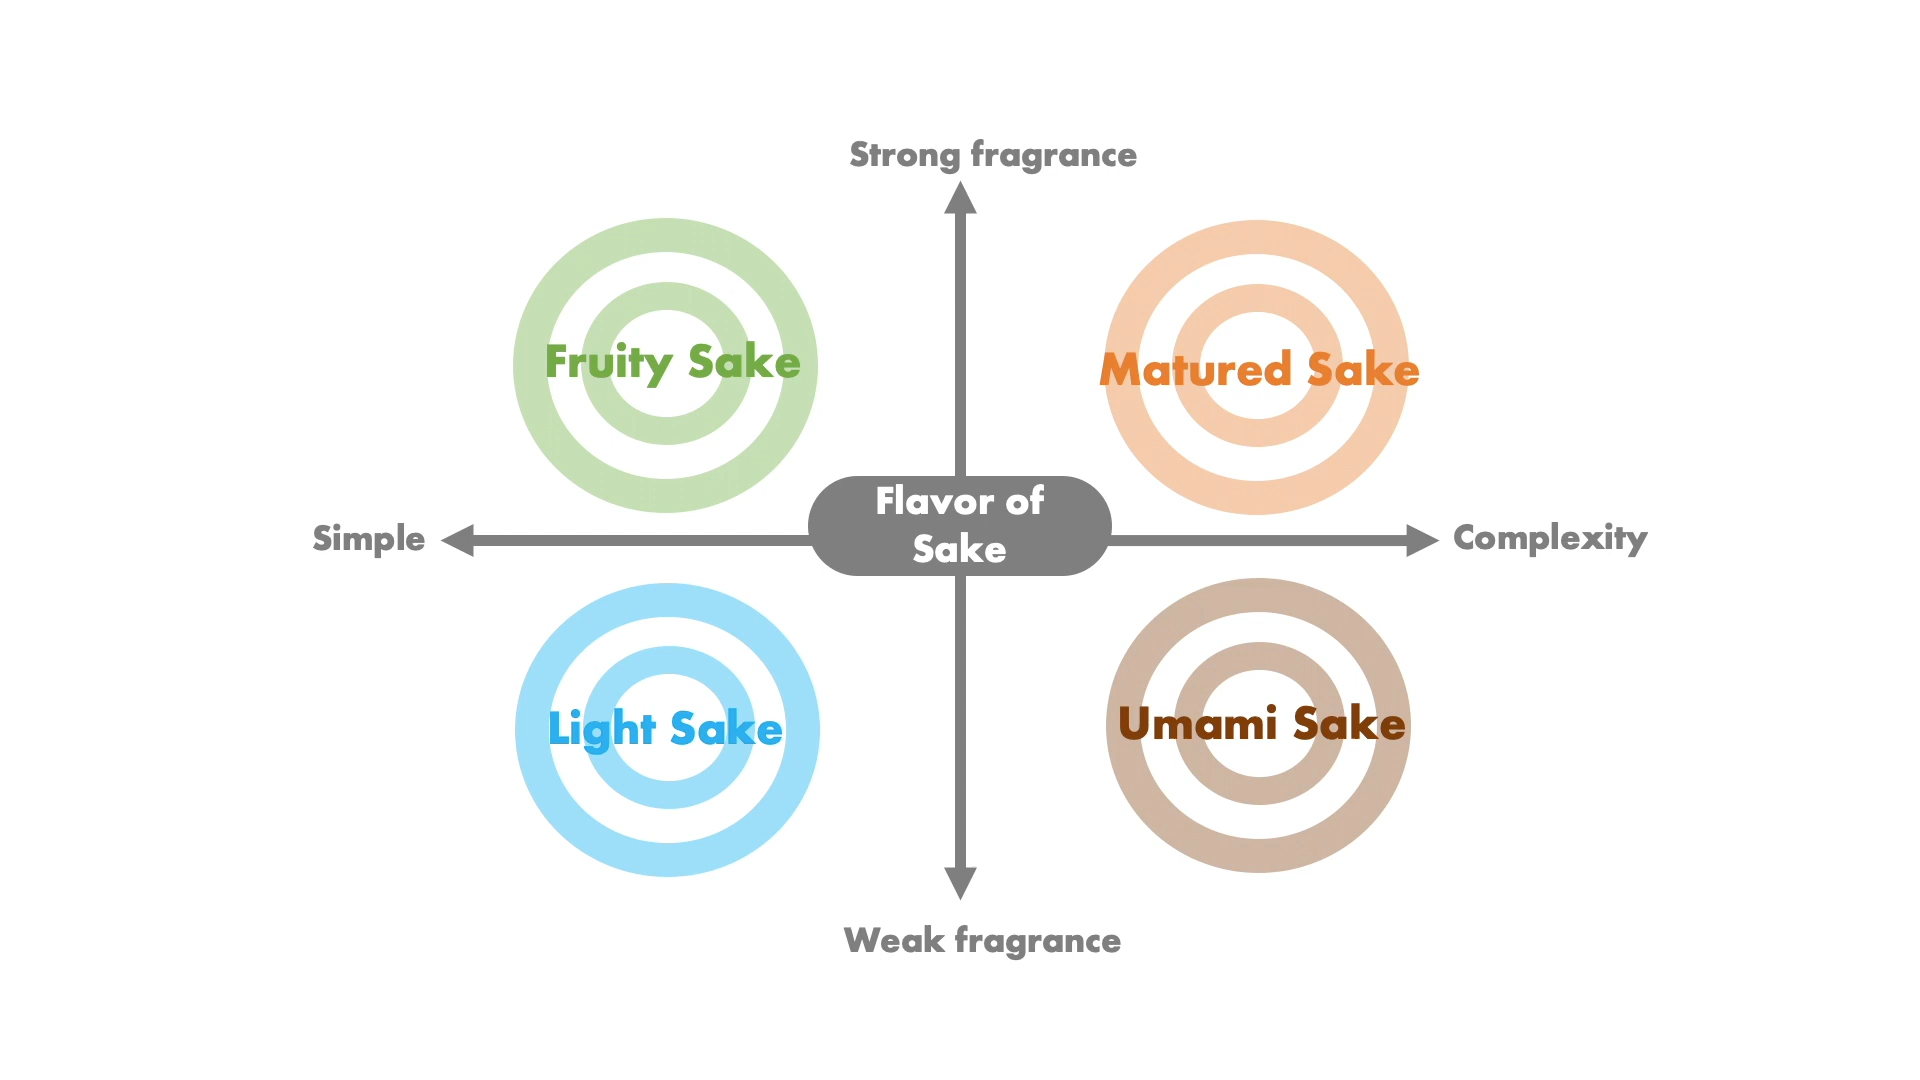 Strong fragrance
Fruity Sake
Matured Sake
Flavor of
Sake
Simple
Complexity
Light Sake
Umami Sake
Weak fragrance